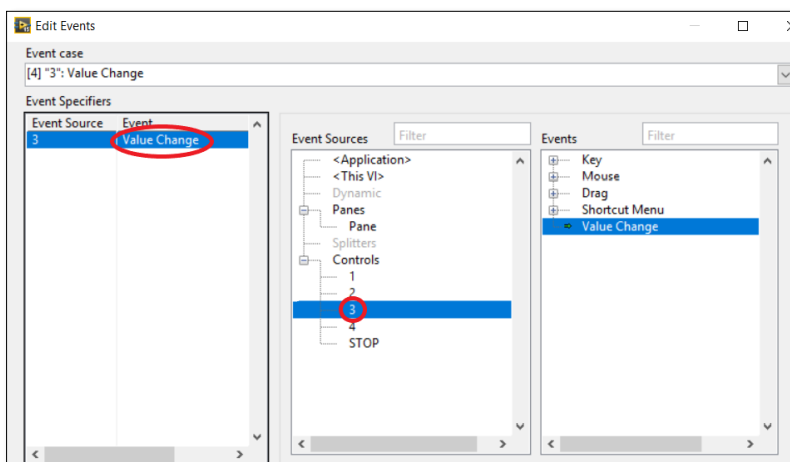 Edit Events
Event case
[4] "3": Value Change
Event Specifiers
Event Source Event
3 Value Change
Event Sources Filter
<Application>
<This VI>
Dynamic
Panes
Pane
Splitters
Controls
1
2
3
4
STOP
Events Filter
Key
Mouse
Drag
Shortcut Menu
Value Change